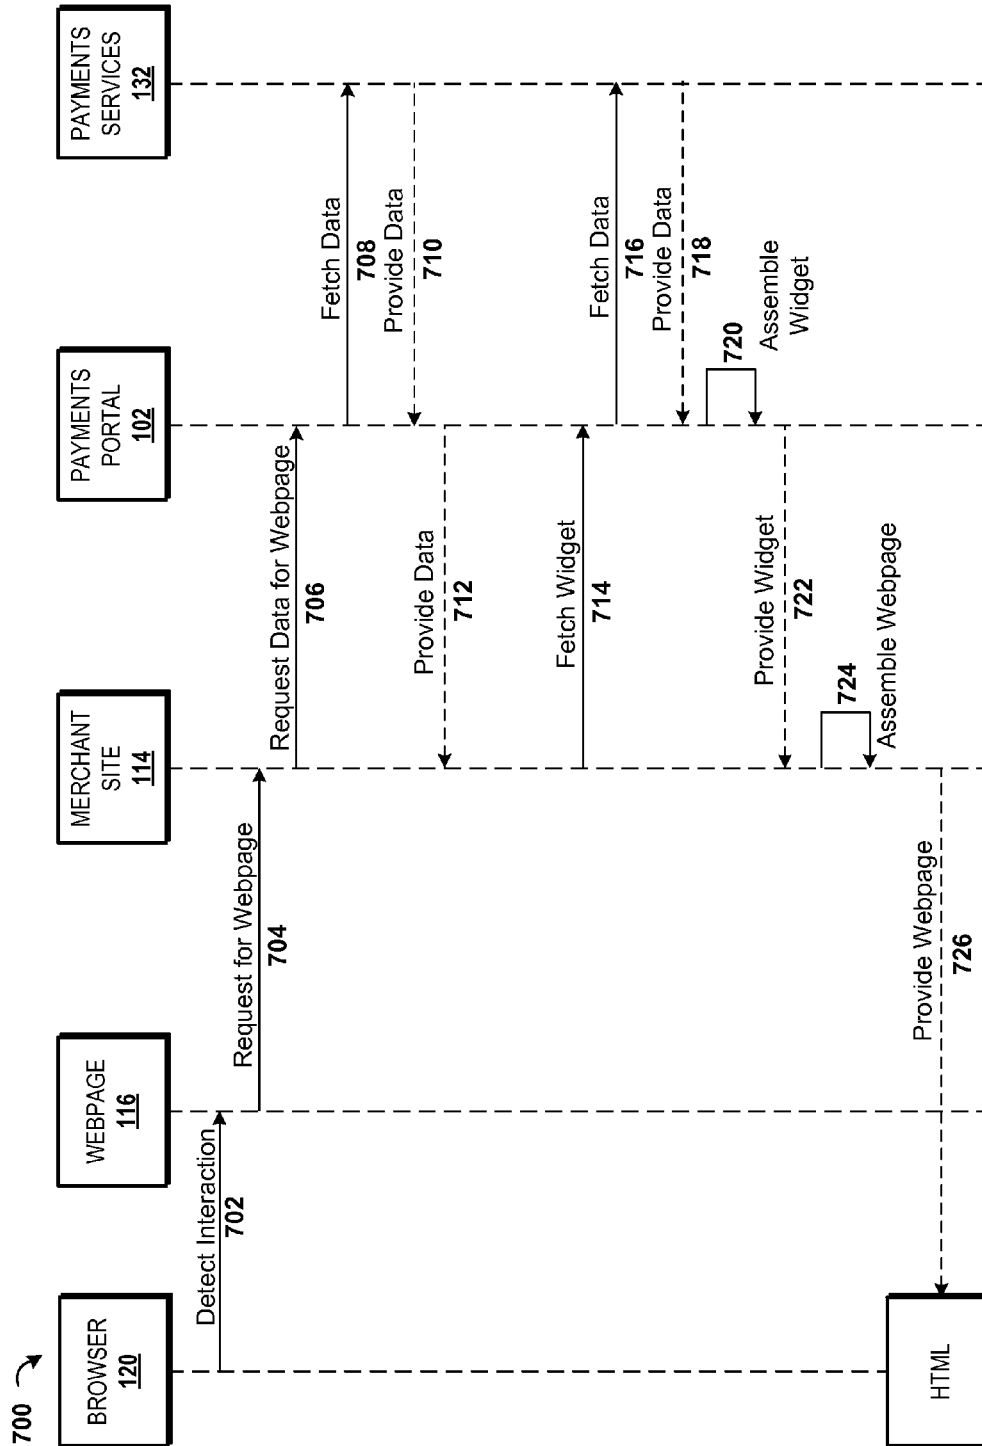 700
BROWSER
120
WEBPAGE
116
MERCHANT
SITE
114
PAYMENTS
PORTAL
102
PAYMENTS
SERVICES
132
Detect Interaction
702
Request for Webpage
704
Request Data for Webpage
706
Fetch Data
708
Provide Data
710
Provide Data
712
Fetch Widget
714
Fetch Data
716
Provide Data
718
720
Assemble
Widget
Provide Widget
722
724
Assemble Webpage
Provide Webpage
726
HTML